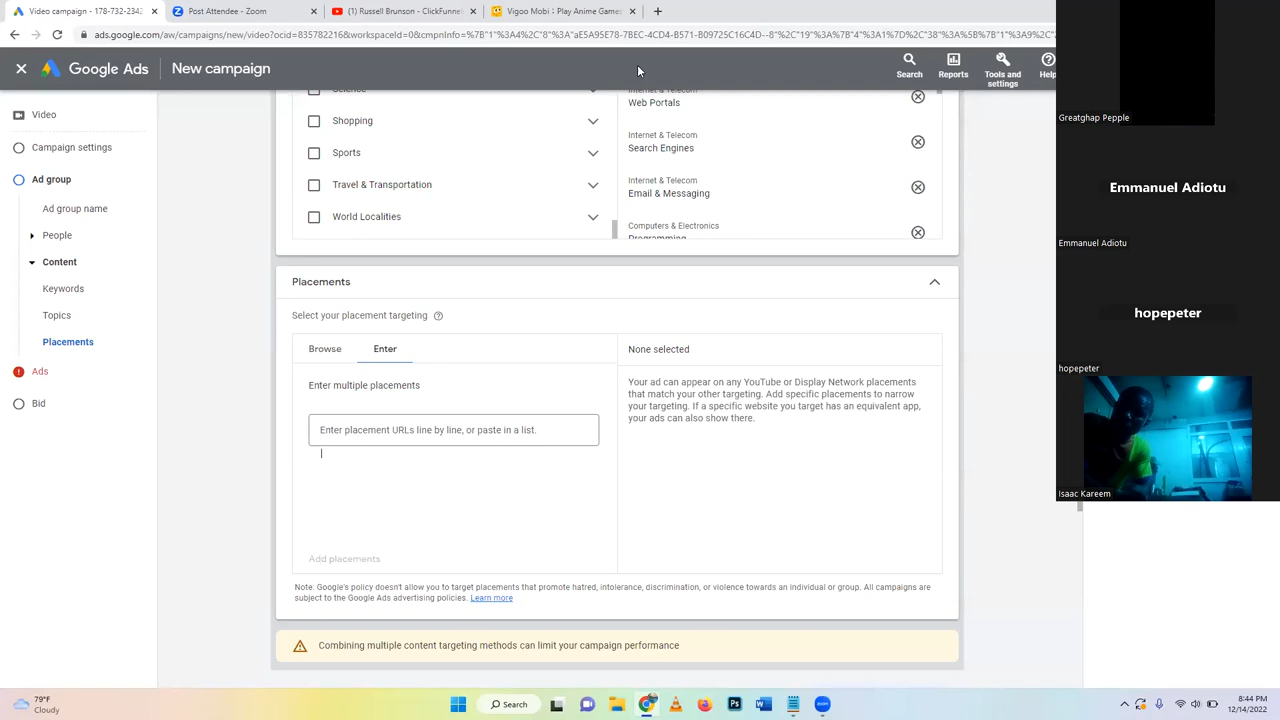 Video campaign - 178-732-2342
Post Attendee - Zoom
(1) Russell Brunson - ClickFunnel
Vigoo Mobi : Play Anime Games
ads.google.com/aw/campaigns/new/video?ocid=835782216&workspaceId=0&cmpnInfo=%7B"1"%3A4%2C"8"%3A"aE5A95E78-7BEC-4CD4-B571-B09725C16C4D--8"%2C"19"%3A%7B"4"%3A1%7D%2C"38"%3A%5B%7B"1"%3A9%2C"
Google Ads
New campaign
Search
Reports
Tools and settings
Help
Video
Campaign settings
Ad group
Ad group name
People
Content
Keywords
Topics
Placements
Ads
Bid
Science
Shopping
Sports
Travel & Transportation
World Localities
Internet & Telecom
Web Portals
Internet & Telecom
Search Engines
Internet & Telecom
Email & Messaging
Computers & Electronics
Programming
Placements
Select your placement targeting
Browse
Enter
None selected
Enter multiple placements
Enter placement URLs line by line, or paste in a list.
Add placements
Your ad can appear on any YouTube or Display Network placements
that match your other targeting. Add specific placements to narrow
your targeting. If a specific website you target has an equivalent app,
your ads can also show there.
Note: Google's policy doesn't allow you to target placements that promote hatred, intolerance, discrimination, or violence towards an individual or group. All campaigns are
subject to the Google Ads advertising policies. Learn more
Combining multiple content targeting methods can limit your campaign performance
Greatghap Pepple
Emmanuel Adiotu
Emmanuel Adiotu
hopepeter
hopepeter
Isaac Kareem
79°F
Cloudy
Search
8:44 PM
12/14/2022